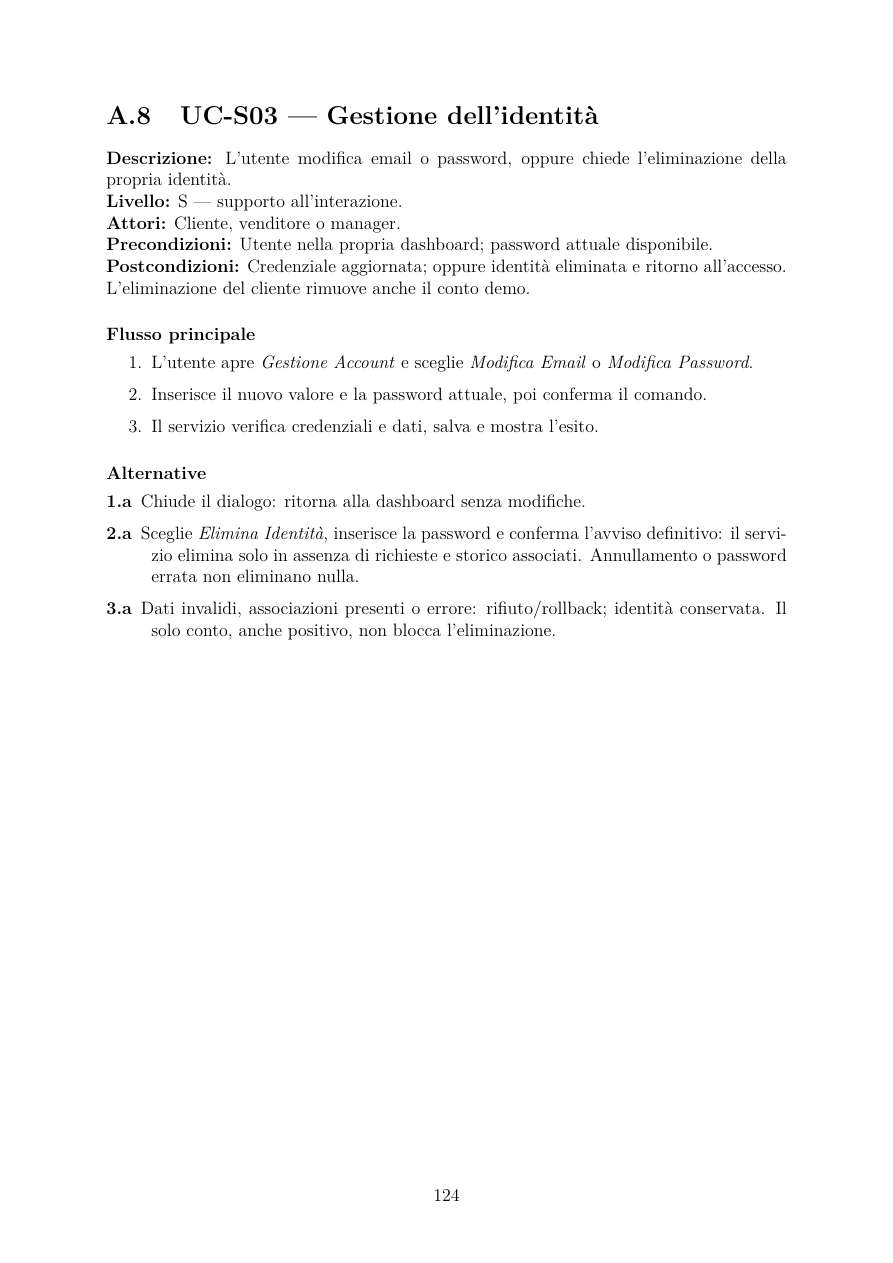 A.8 UC-S03 — Gestione dell'identità
Descrizione: L'utente modifica email o password, oppure chiede l'eliminazione della
propria identità.
Livello: S — supporto all'interazione.
Attori: Cliente, venditore o manager.
Precondizioni: Utente nella propria dashboard; password attuale disponibile.
Postcondizioni: Credenziale aggiornata; oppure identità eliminata e ritorno all'accesso.
L'eliminazione del cliente rimuove anche il conto demo.
Flusso principale
1. L'utente apre Gestione Account e sceglie Modifica Email o Modifica Password.
2. Inserisce il nuovo valore e la password attuale, poi conferma il comando.
3. Il servizio verifica credenziali e dati, salva e mostra l'esito.
Alternative
1.a Chiude il dialogo: ritorna alla dashboard senza modifiche.
2.a Sceglie Elimina Identità, inserisce la password e conferma l'avviso definitivo: il servi-
zio elimina solo in assenza di richieste e storico associati. Annullamento o password
errata non eliminano nulla.
3.a Dati invalidi, associazioni presenti o errore: rifiuto/rollback; identità conservata. Il
solo conto, anche positivo, non blocca l'eliminazione.
124